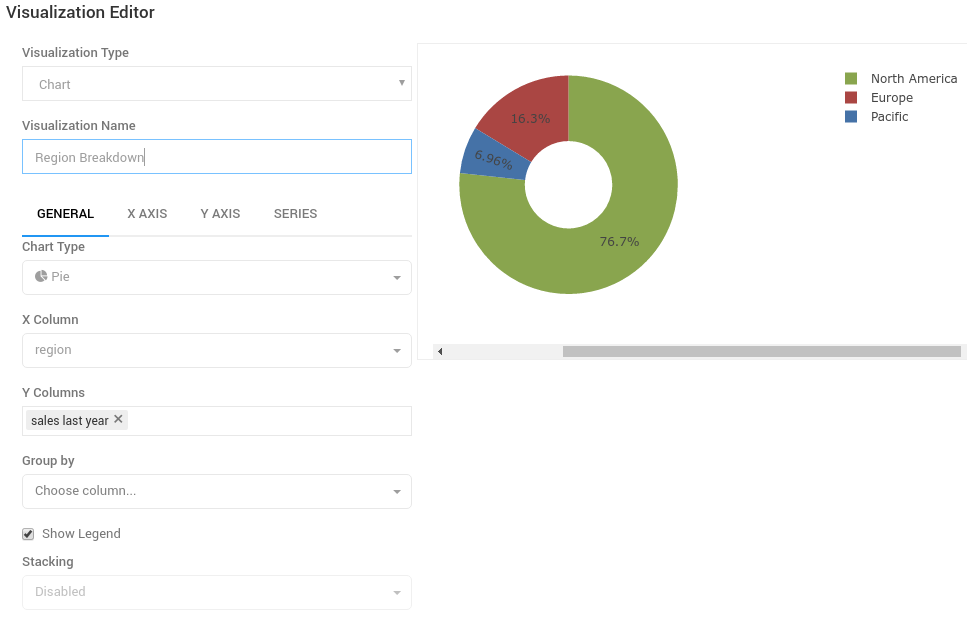 Visualization Editor
Visualization Type
Chart
Visualization Name
Region Breakdown
GENERAL X AXIS Y AXIS SERIES
Chart Type
Pie
X Column
region
Y Columns
sales last year
Group by
Choose column...
Show Legend
Stacking
Disabled
16.3%
6.96%
76.7%
North America
Europe
Pacific